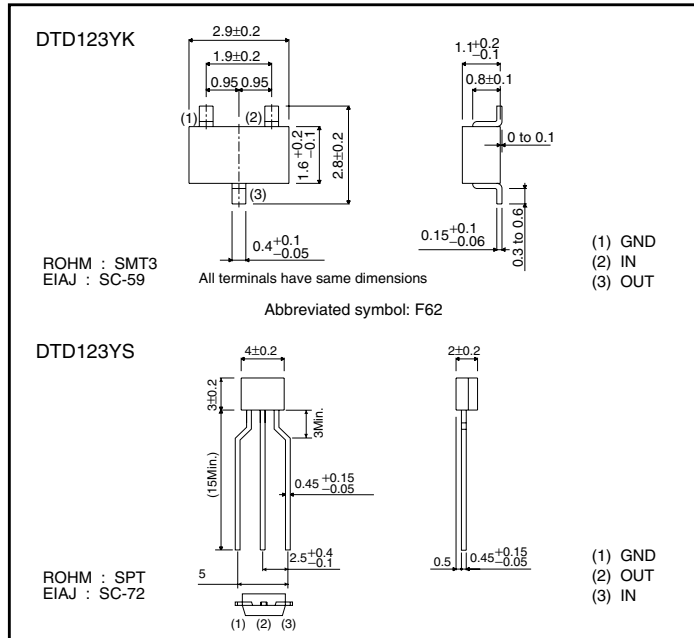 DTD123YK
2.9±0.2
1.9±0.2
0.95 0.95
(1) (2)
(3)
1.6 +0.2 −0.1
2.8±0.2
0.4 +0.1 −0.05
All terminals have same dimensions
1.1 +0.2 −0.1
0.8±0.1
0 to 0.1
0.15 +0.1 −0.06
0.3 to 0.6
ROHM : SMT3
EIAJ : SC-59
(1) GND
(2) IN
(3) OUT
Abbreviated symbol: F62
DTD123YS
4±0.2
3±0.2
(15Min.)
3Min.
0.45 +0.15 −0.05
2.5 +0.4 −0.1
5
(1) (2) (3)
2±0.2
0.5
0.45 +0.15 −0.05
ROHM : SPT
EIAJ : SC-72
(1) GND
(2) OUT
(3) IN